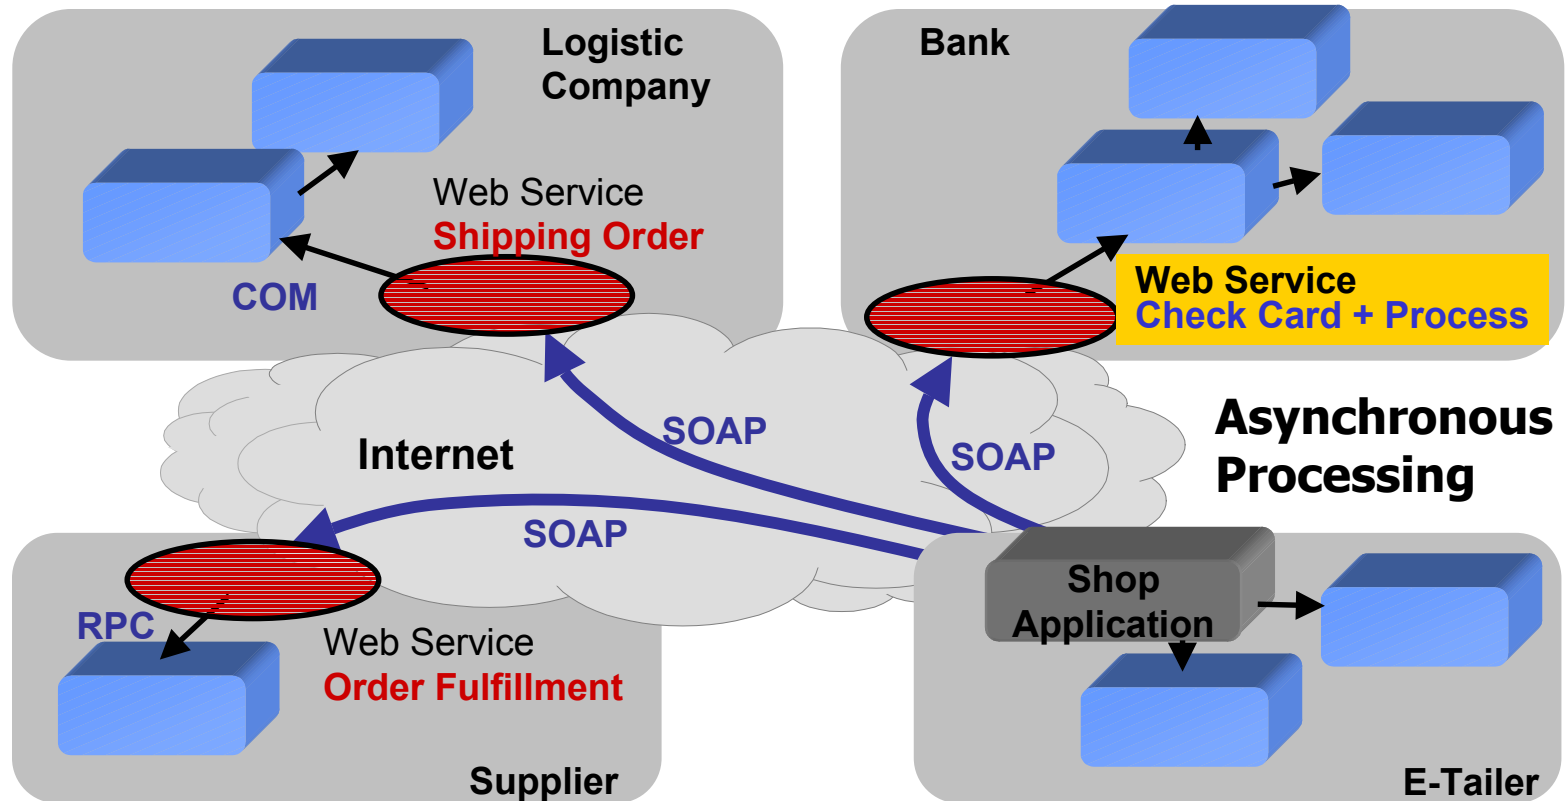 Logistic
Company
Bank
Web Service
Shipping Order
COM
Web Service
Check Card + Process
Asynchronous
Processing
SOAP
SOAP
Internet
SOAP
Shop
Application
RPC
Web Service
Order Fulfillment
Supplier
E-Tailer